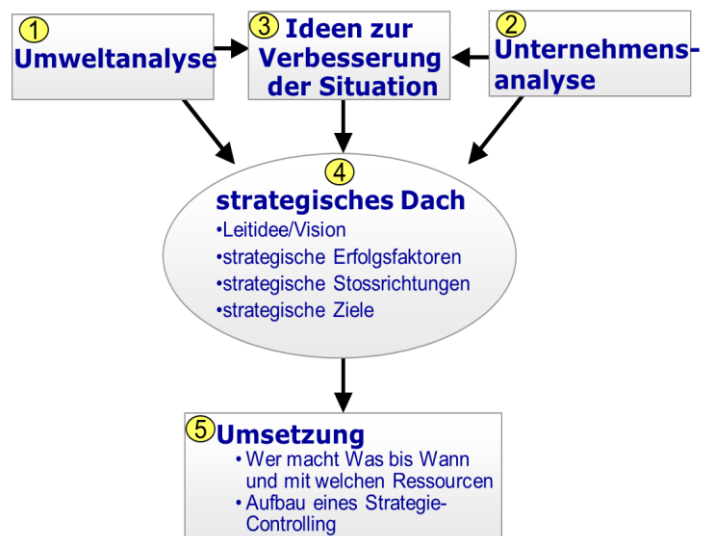 1
Umweltanalyse
3 Ideen zur
Verbesserung
der Situation
2
Unternehmens-
analyse
4
strategisches Dach
•Leitidee/Vision
•strategische Erfolgsfaktoren
•strategische Stossrichtungen
•strategische Ziele
5 Umsetzung
• Wer macht Was bis Wann
und mit welchen Ressourcen
• Aufbau eines Strategie-
Controlling